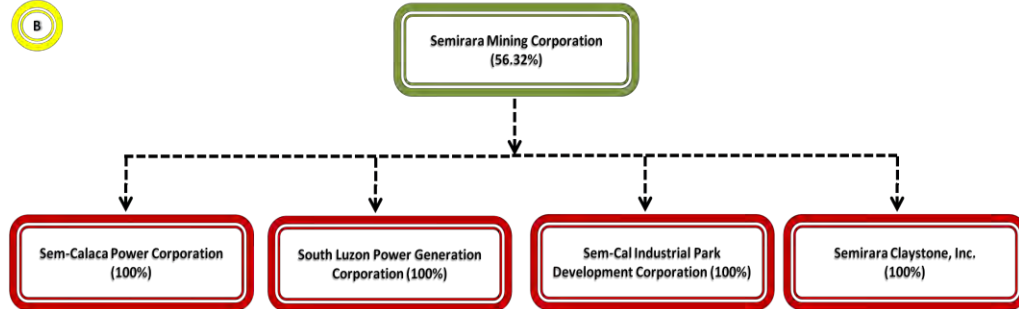 B
Semirara Mining Corporation
(56.32%)
Sem-Calaca Power Corporation
(100%)
South Luzon Power Generation
Corporation (100%)
Sem-Cal Industrial Park
Development Corporation (100%)
Semirara Claystone, Inc.
(100%)